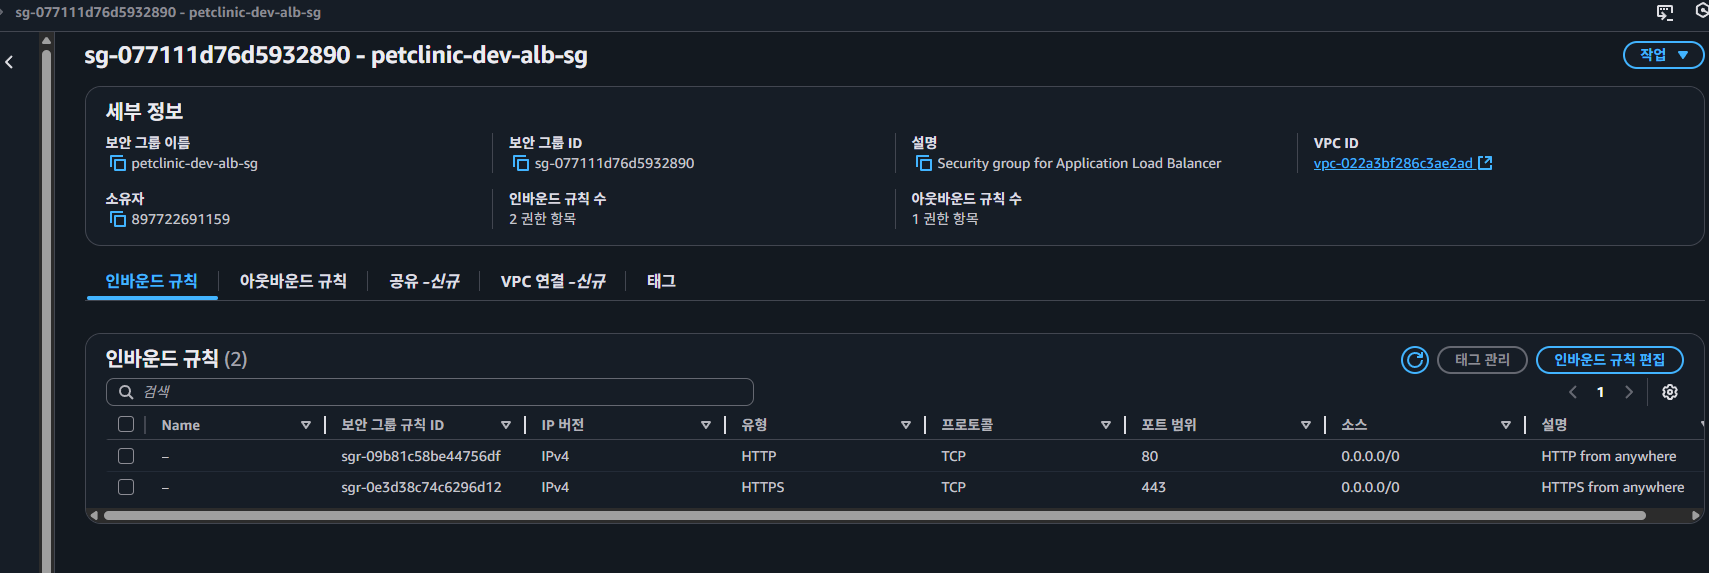 sg-077111d76d5932890 - petclinic-dev-alb-sg
sg-077111d76d5932890 - petclinic-dev-alb-sg
작업
세부 정보
보안 그룹 이름
petclinic-dev-alb-sg
보안 그룹 ID
sg-077111d76d5932890
설명
Security group for Application Load Balancer
VPC ID
vpc-022a3bf286c3ae2ad
소유자
897722691159
인바운드 규칙 수
2 권한 항목
아웃바운드 규칙 수
1 권한 항목
인바운드 규칙 아웃바운드 규칙 공유 -신규 VPC 연결 -신규 태그
인바운드 규칙 (2)
태그 관리 인바운드 규칙 편집
검색
1
Name 보안 그룹 규칙 ID IP 버전 유형 프로토콜 포트 범위 소스 설명
– sgr-09b81c58be44756df IPv4 HTTP TCP 80 0.0.0.0/0 HTTP from anywhere
– sgr-0e3d38c74c6296d12 IPv4 HTTPS TCP 443 0.0.0.0/0 HTTPS from anywhere